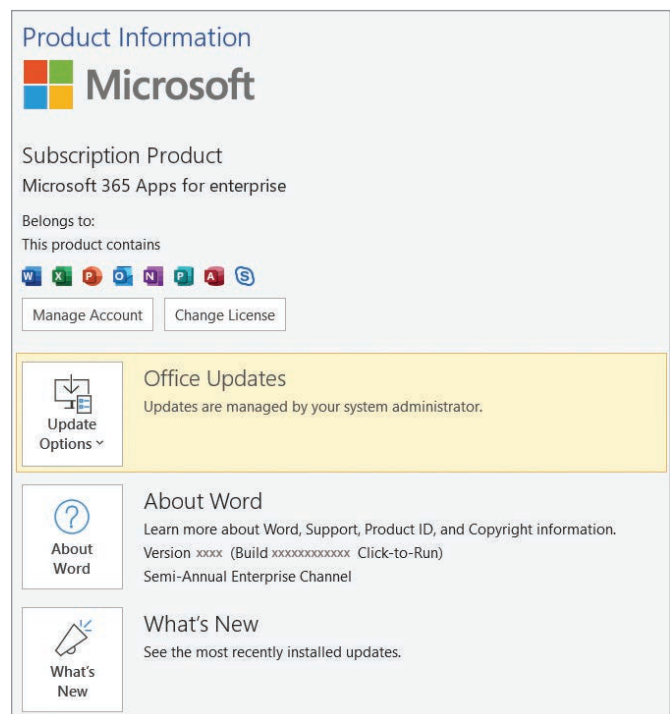 Product Information
Microsoft
Subscription Product
Microsoft 365 Apps for enterprise
Belongs to:
This product contains
W X P O N P A S
Manage Account Change License
Update Options
Office Updates
Updates are managed by your system administrator.
About Word
About Word
Learn more about Word, Support, Product ID, and Copyright information.
Version xxxx (Build xxxxxxxxxxxx Click-to-Run)
Semi-Annual Enterprise Channel
What's New
What's New
See the most recently installed updates.